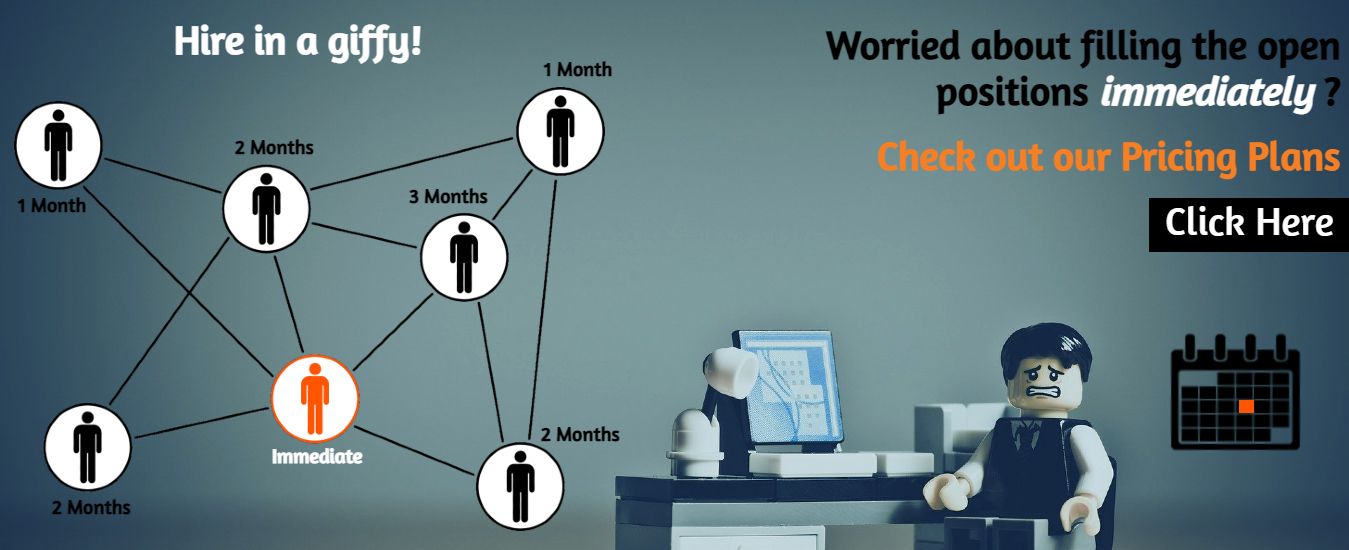 Hire in a giffy!
1 Month
1 Month
2 Months
3 Months
Immediate
2 Months
2 Months
Worried about filling the open
positions immediately ?
Check out our Pricing Plans
Click Here